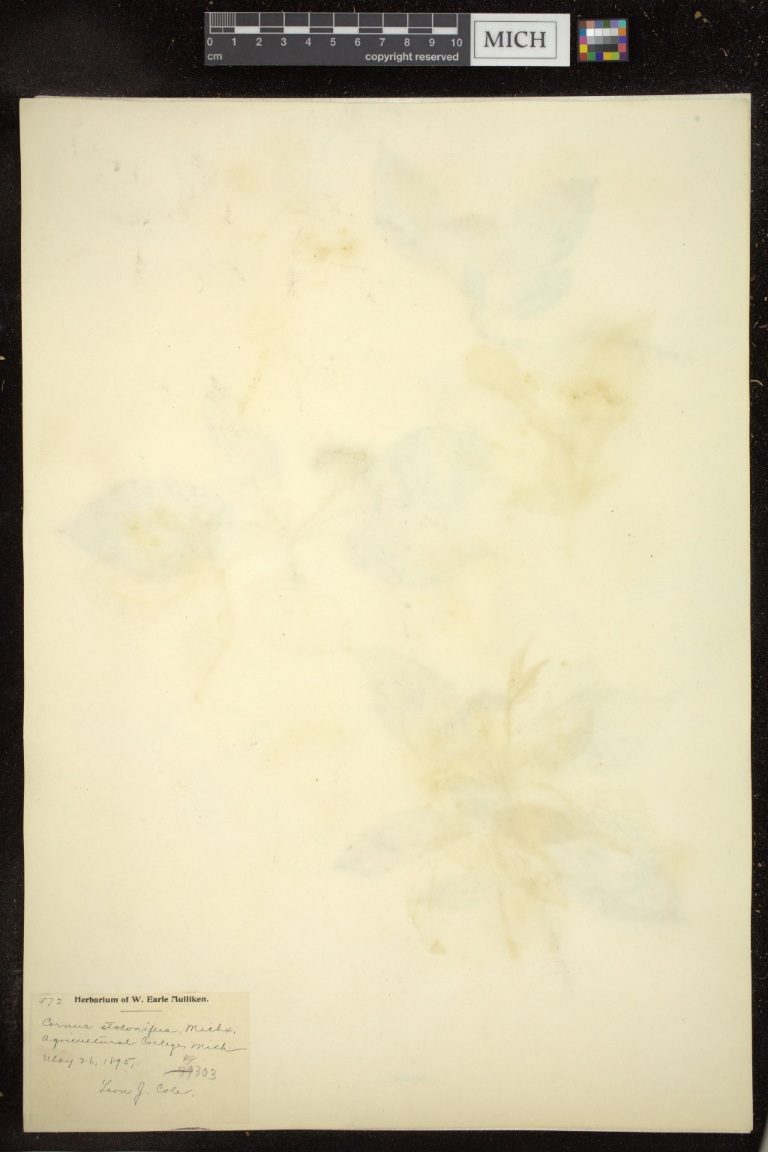 0 1 2 3 4 5 6 7 8 9 10
cm copyright reserved
MICH
572 Herbarium of W. Earle Mulliken.
Cornus stolonifera, Michx.
Agricultural College, Mich.
May 26, 1895.
303
Leon J. Cole.